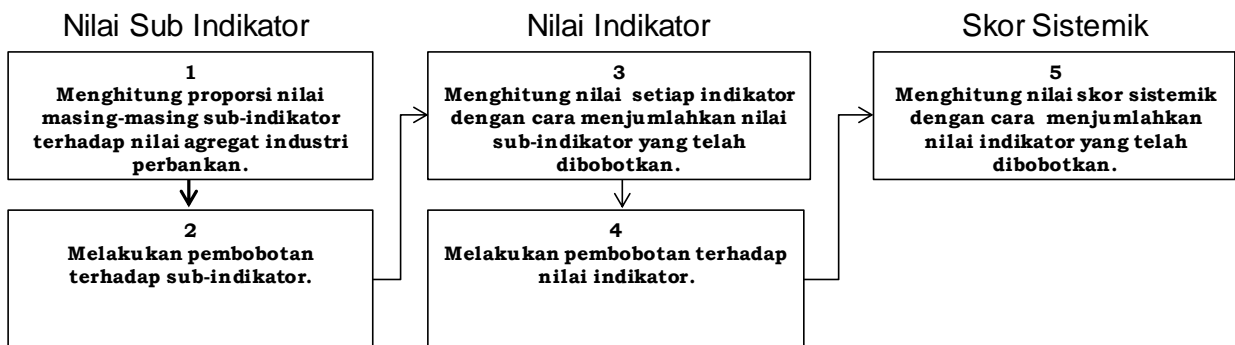 Nilai Sub Indikator
1
Menghitung proporsi nilai
masing-masing sub-indikator
terhadap nilai agregat industri
perbankan.
2
Melakukan pembobotan
terhadap sub-indikator.
Nilai Indikator
3
Menghitung nilai setiap indikator
dengan cara menjumlahkan nilai
sub-indikator yang telah
dibobotkan.
4
Melakukan pembobotan terhadap
nilai indikator.
Skor Sistemik
5
Menghitung nilai skor sistemik
dengan cara menjumlahkan
nilai indikator yang telah
dibobotkan.